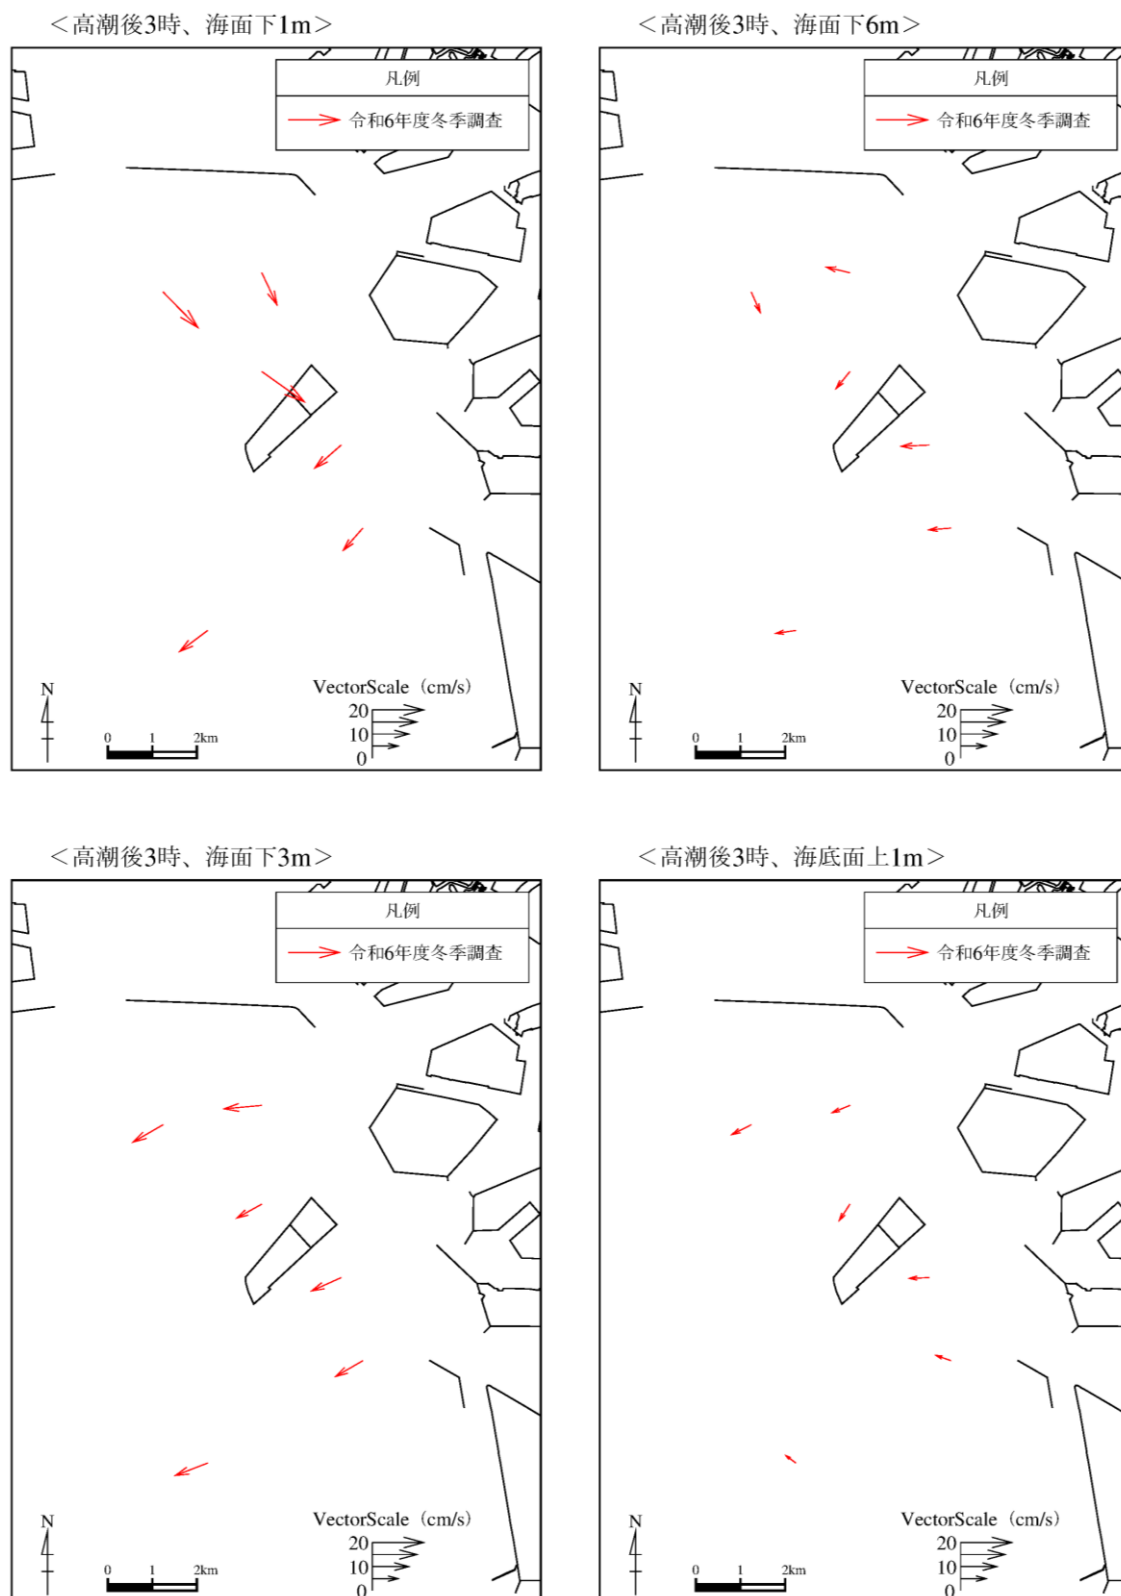 ＜高潮後3時、海面下1m＞
凡例
令和6年度冬季調査
VectorScale (cm/s)
20
10
0
N
0 1 2km
＜高潮後3時、海面下6m＞
凡例
令和6年度冬季調査
VectorScale (cm/s)
20
10
0
N
0 1 2km
＜高潮後3時、海面下3m＞
凡例
令和6年度冬季調査
VectorScale (cm/s)
20
10
0
N
0 1 2km
＜高潮後3時、海底面上1m＞
凡例
令和6年度冬季調査
VectorScale (cm/s)
20
10
0
N
0 1 2km